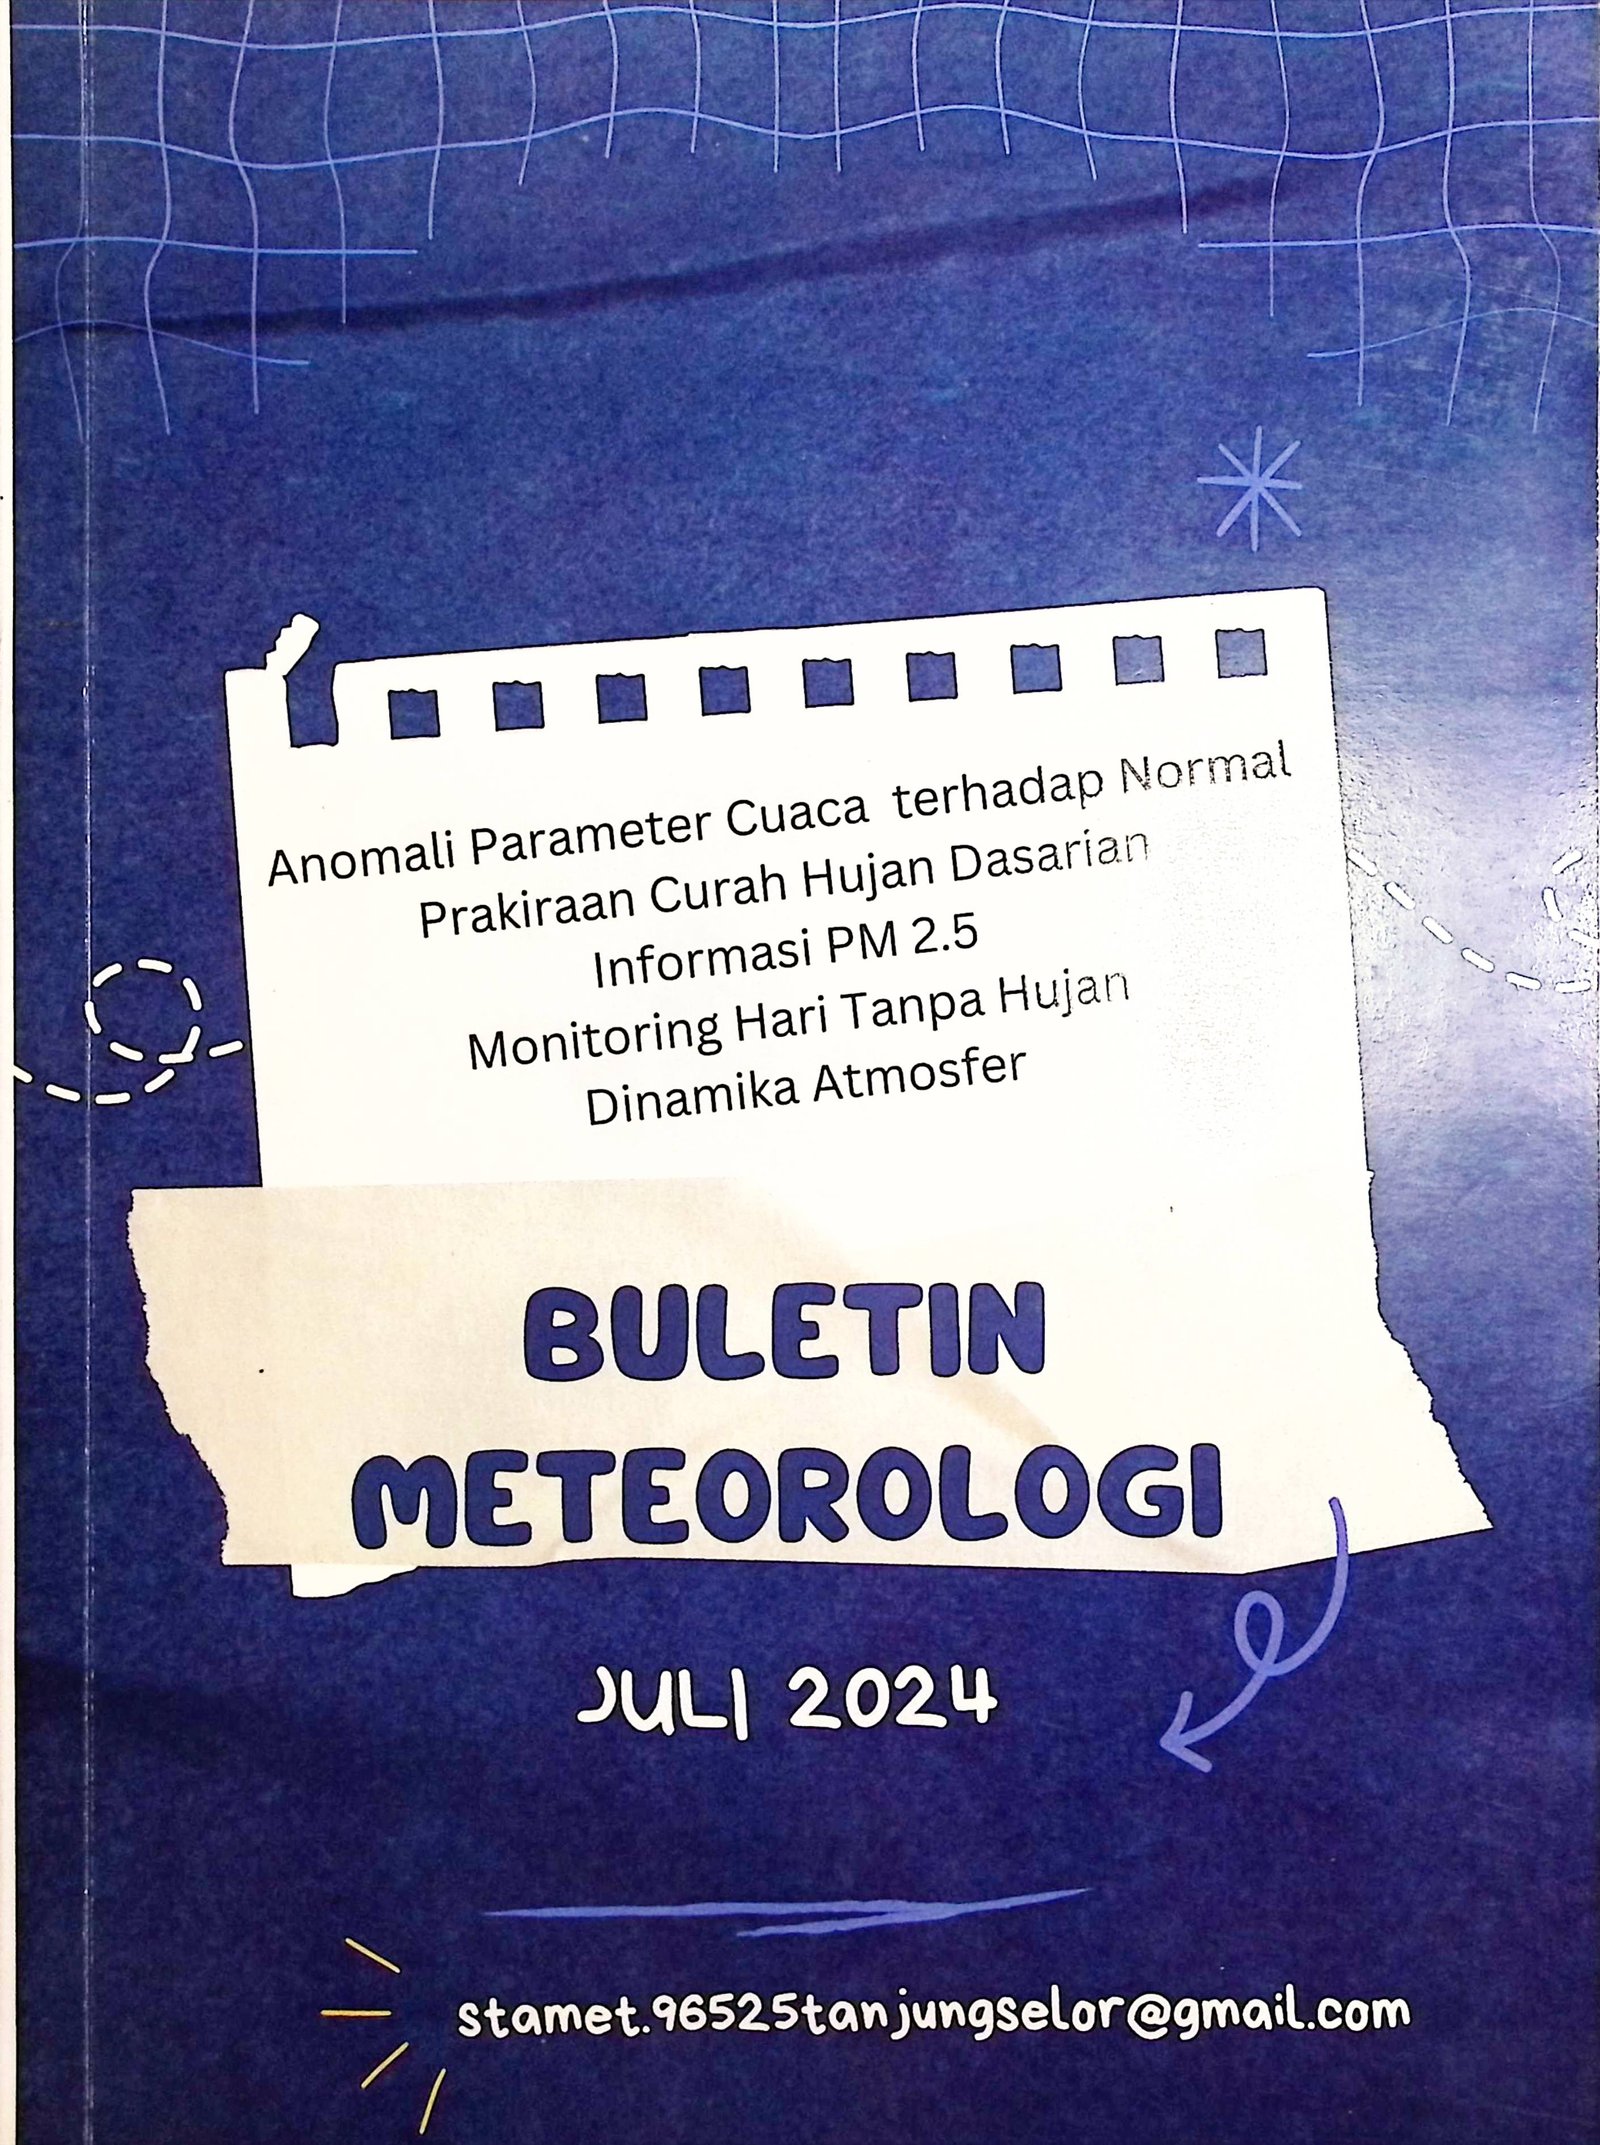 Anomali Parameter Cuaca terhadap Normal
Prakiraan Curah Hujan Dasarian
Informasi PM 2.5
Monitoring Hari Tanpa Hujan
Dinamika Atmosfer
BULETIN
METEOROLOGI
JULI 2024
stamet.96525tanjungselor@gmail.com